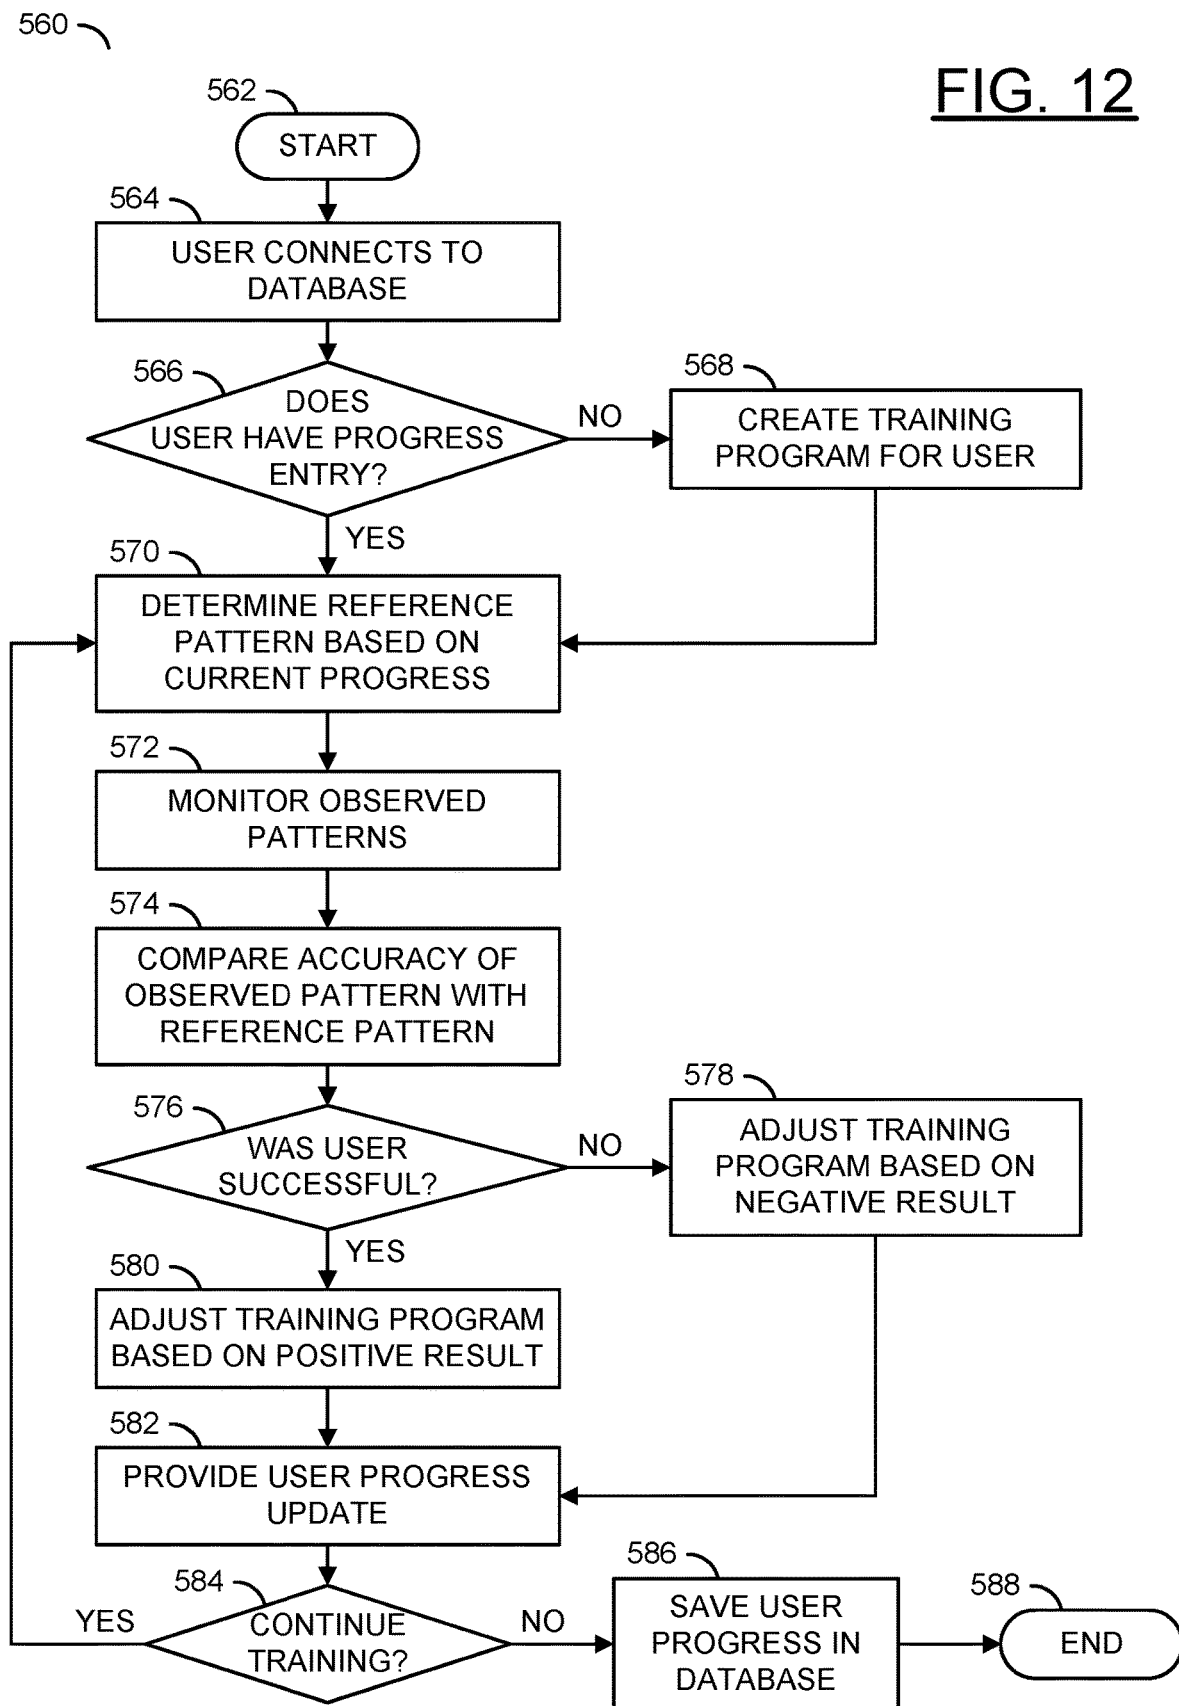 560
FIG. 12
562
START
564
USER CONNECTS TO
DATABASE
566
DOES
USER HAVE PROGRESS
ENTRY?
NO
568
CREATE TRAINING
PROGRAM FOR USER
YES
570
DETERMINE REFERENCE
PATTERN BASED ON
CURRENT PROGRESS
572
MONITOR OBSERVED
PATTERNS
574
COMPARE ACCURACY OF
OBSERVED PATTERN WITH
REFERENCE PATTERN
576
WAS USER
SUCCESSFUL?
NO
578
ADJUST TRAINING
PROGRAM BASED ON
NEGATIVE RESULT
YES
580
ADJUST TRAINING PROGRAM
BASED ON POSITIVE RESULT
582
PROVIDE USER PROGRESS
UPDATE
584
YES
CONTINUE
TRAINING?
NO
586
SAVE USER
PROGRESS IN
DATABASE
588
END